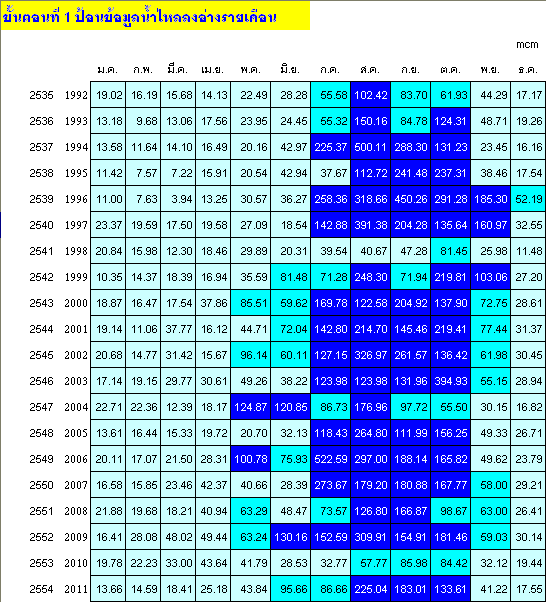 ขั้นตอนที่ 1 ป้อนข้อมูลน้ำไหลลงอ่างรายเดือน
mcm
ม.ค. ก.พ. มี.ค. เม.ย. พ.ค. มิ.ย. ก.ค. ส.ค. ก.ย. ต.ค. พ.ย. ธ.ค.
2535 1992 19.02 16.19 15.68 14.13 22.49 28.28 55.58 102.42 83.70 61.93 44.29 17.17
2536 1993 13.18 9.68 13.06 17.56 23.95 24.45 55.32 150.16 84.78 124.31 48.71 19.26
2537 1994 13.58 11.64 14.10 16.49 20.16 42.97 225.37 500.11 288.30 131.23 23.45 16.16
2538 1995 11.42 7.57 7.22 15.91 20.54 42.94 37.67 112.72 241.48 237.31 38.46 17.54
2539 1996 11.00 7.63 3.94 13.25 30.57 36.27 258.36 318.66 450.26 291.28 185.30 52.19
2540 1997 23.37 19.59 17.50 19.58 27.09 18.54 142.88 391.38 204.28 135.64 160.97 32.55
2541 1998 20.84 15.98 12.30 18.46 29.89 20.31 39.54 40.67 47.28 81.45 25.98 11.48
2542 1999 10.35 14.37 18.39 16.94 35.59 81.48 71.28 248.30 71.94 219.81 103.06 27.20
2543 2000 18.87 16.47 17.54 37.86 85.51 59.62 169.78 122.58 204.92 137.90 72.75 28.61
2544 2001 19.14 11.06 37.77 16.12 44.71 72.04 142.80 214.70 145.46 219.41 77.44 31.37
2545 2002 20.68 14.77 31.42 15.67 96.14 60.11 127.15 326.97 261.57 136.42 61.98 30.45
2546 2003 17.14 19.15 29.77 30.61 49.26 38.22 123.98 123.98 131.96 394.93 55.15 28.94
2547 2004 22.71 22.36 12.39 18.17 124.87 120.85 86.73 176.96 97.72 55.50 30.15 16.82
2548 2005 13.61 16.44 15.33 19.72 20.70 32.13 118.43 264.80 111.99 156.25 49.33 26.71
2549 2006 20.11 17.07 21.50 28.31 100.78 75.93 522.59 297.00 188.14 165.82 49.62 23.79
2550 2007 16.58 15.85 23.46 42.37 40.66 28.39 273.67 179.20 180.88 167.77 58.00 29.21
2551 2008 21.88 19.68 18.21 40.94 63.29 48.47 73.57 126.80 166.87 98.67 63.00 26.41
2552 2009 16.41 28.08 48.02 49.44 63.24 130.16 152.59 309.91 154.91 181.46 59.03 30.14
2553 2010 19.78 22.23 33.00 43.64 41.79 28.53 32.77 57.77 85.98 84.42 32.12 19.44
2554 2011 13.66 14.59 18.41 25.18 43.84 95.66 86.66 225.04 183.01 133.61 41.22 17.55